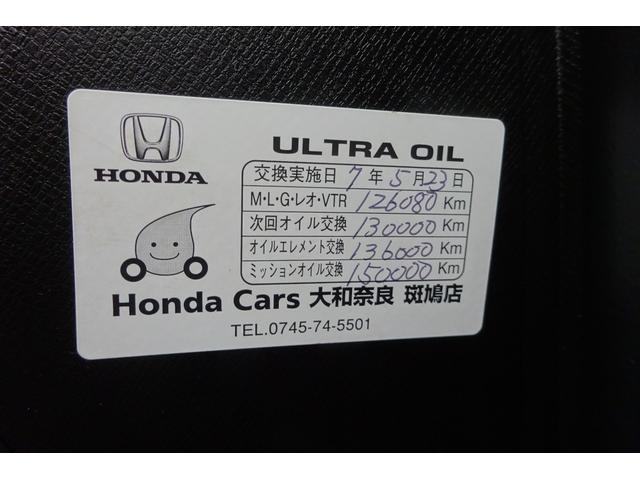 HONDA
ULTRA OIL
交換実施日 7年5月23日
M・L・G・レオ・VTR 126080 Km
次回オイル交換 130000 Km
オイルエレメント交換 136000 Km
ミッションオイル交換 150000 Km
Honda Cars 大和奈良 斑鳩店
TEL.0745-74-5501